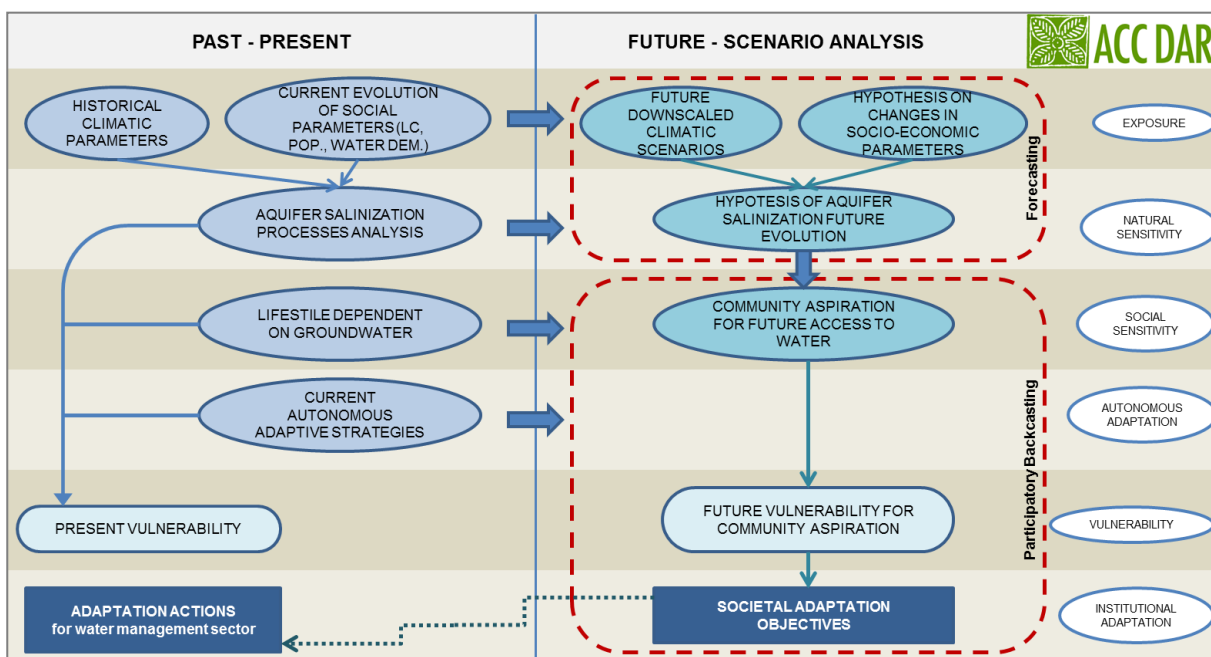 PAST - PRESENT
FUTURE - SCENARIO ANALYSIS
ACC DAR
HISTORICAL
CLIMATIC
PARAMETERS
CURRENT EVOLUTION
OF SOCIAL
PARAMETERS (LC,
POP., WATER DEM.)
FUTURE
DOWNSCALED
CLIMATIC
SCENARIOS
HYPOTHESIS ON
CHANGES IN
SOCIO-ECONOMIC
PARAMETERS
EXPOSURE
Forecasting
AQUIFER SALINIZATION
PROCESSES ANALYSIS
HYPOTESIS OF AQUIFER
SALINIZATION FUTURE
EVOLUTION
NATURAL
SENSITIVITY
LIFESTILE DEPENDENT
ON GROUNDWATER
COMMUNITY ASPIRATION
FOR FUTURE ACCESS TO
WATER
SOCIAL
SENSITIVITY
CURRENT
AUTONOMOUS
ADAPTIVE STRATEGIES
AUTONOMOUS
ADAPTATION
Participatory Backcasting
PRESENT VULNERABILITY
FUTURE VULNERABILITY FOR
COMMUNITY ASPIRATION
VULNERABILITY
ADAPTATION ACTIONS
for water management sector
SOCIETAL ADAPTATION
OBJECTIVES
INSTITUTIONAL
ADAPTATION